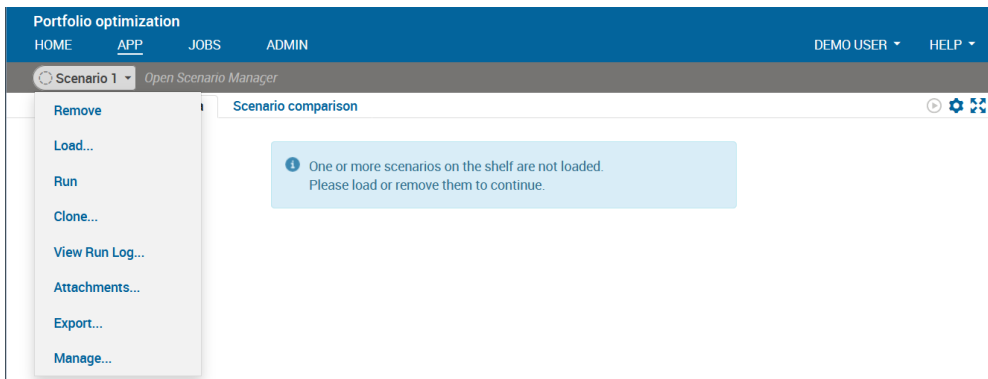 Portfolio optimization
HOME APP JOBS ADMIN DEMO USER HELP
Scenario 1 Open Scenario Manager
Scenario comparison
Remove
Load...
Run
Clone...
View Run Log...
Attachments...
Export...
Manage...
One or more scenarios on the shelf are not loaded.
Please load or remove them to continue.